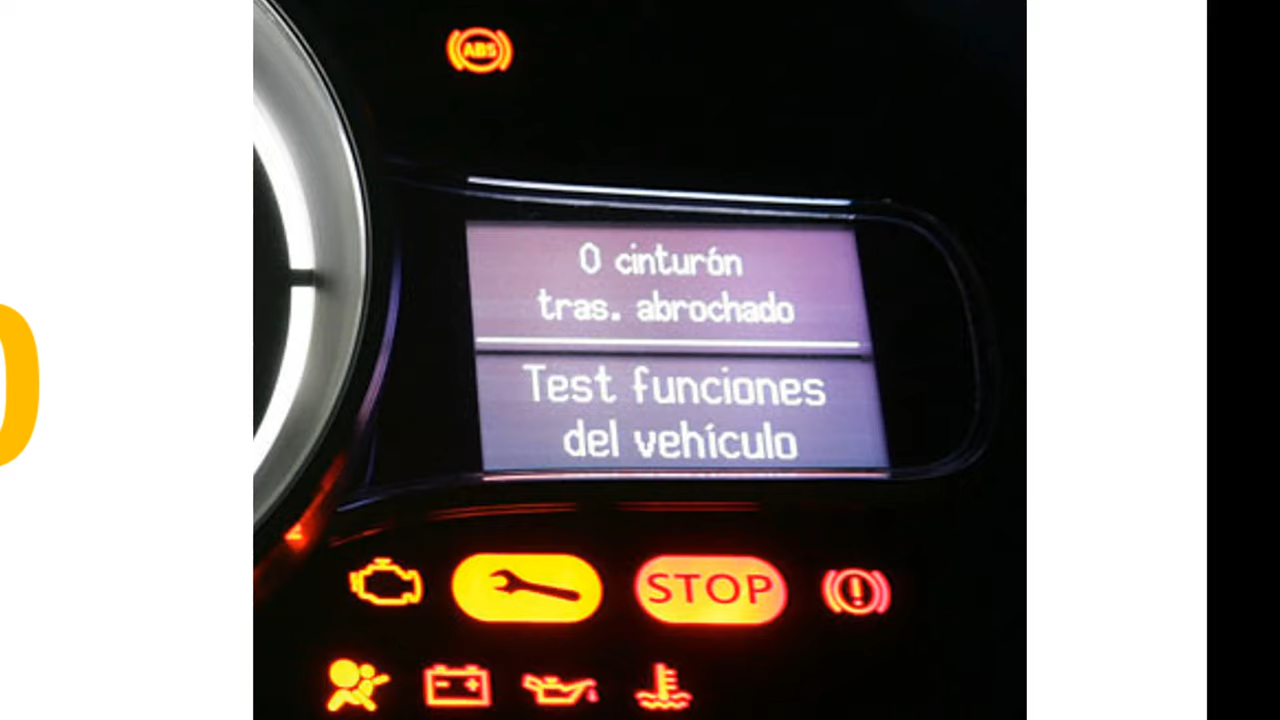 ABS
0 cinturón
tras. abrochado
Test funciones
del vehículo
STOP